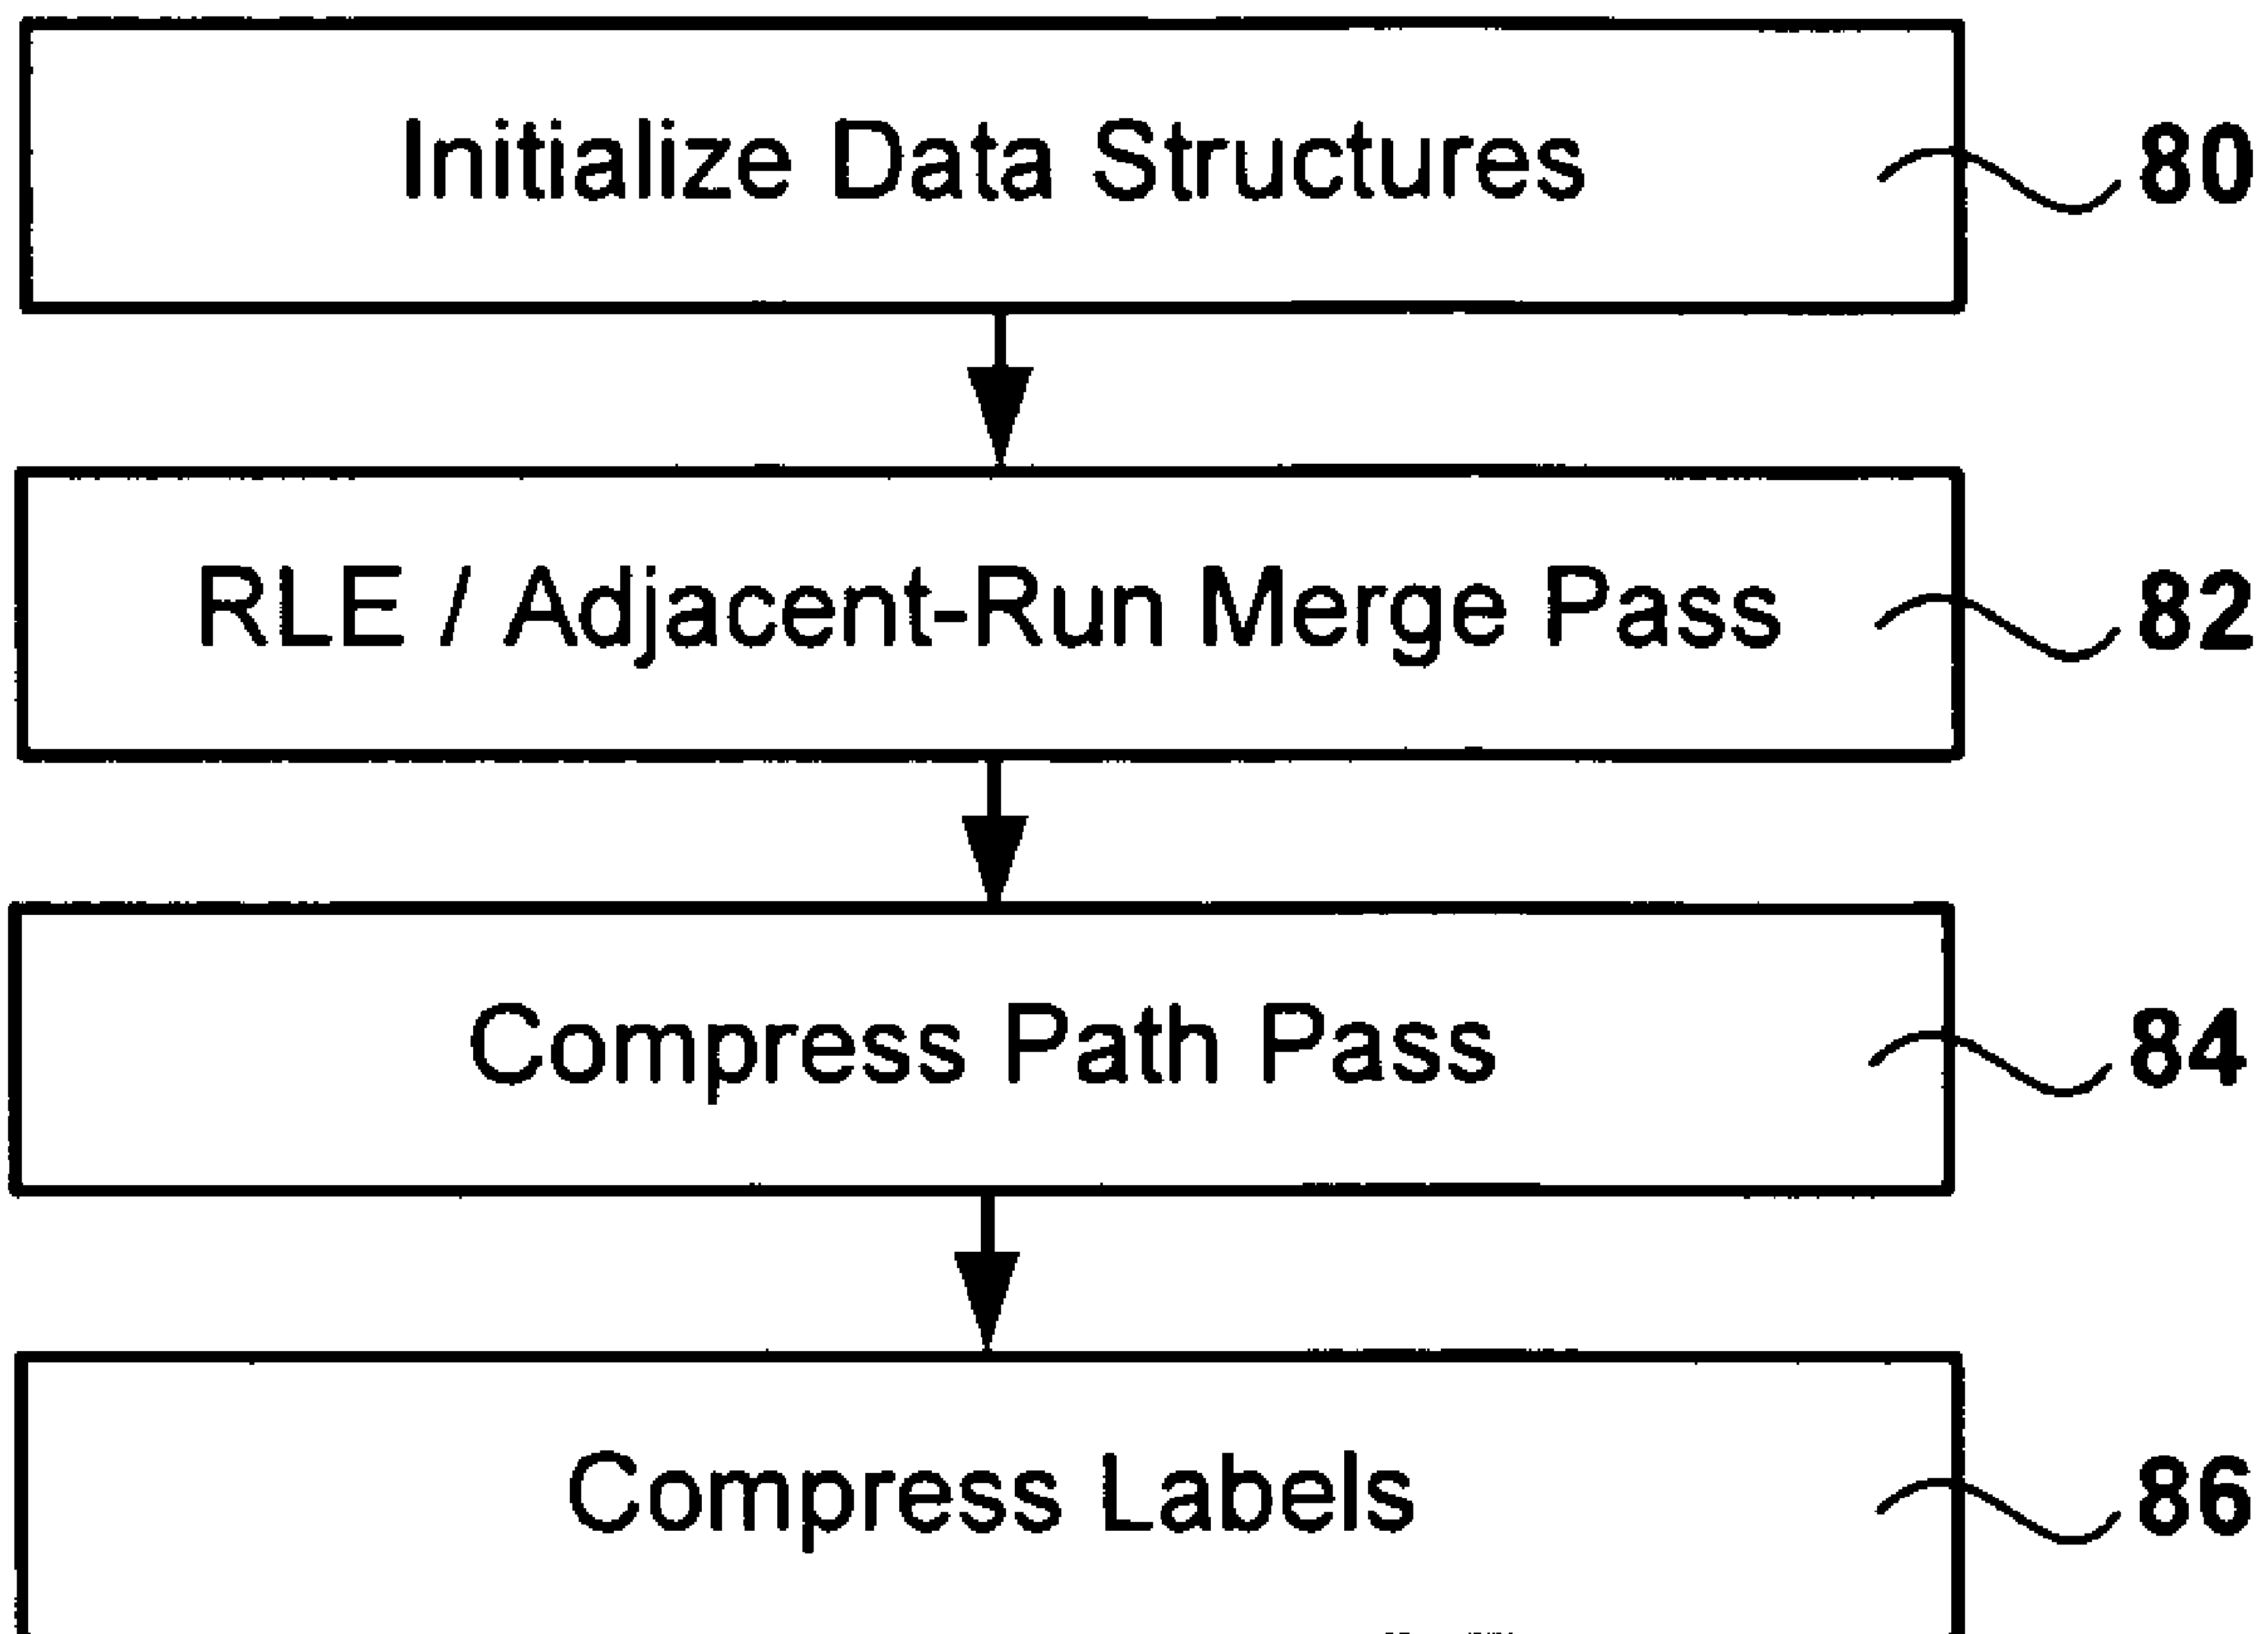 Initialize Data Structures 80
RLE / Adjacent-Run Merge Pass 82
Compress Path Pass 84
Compress Labels 86